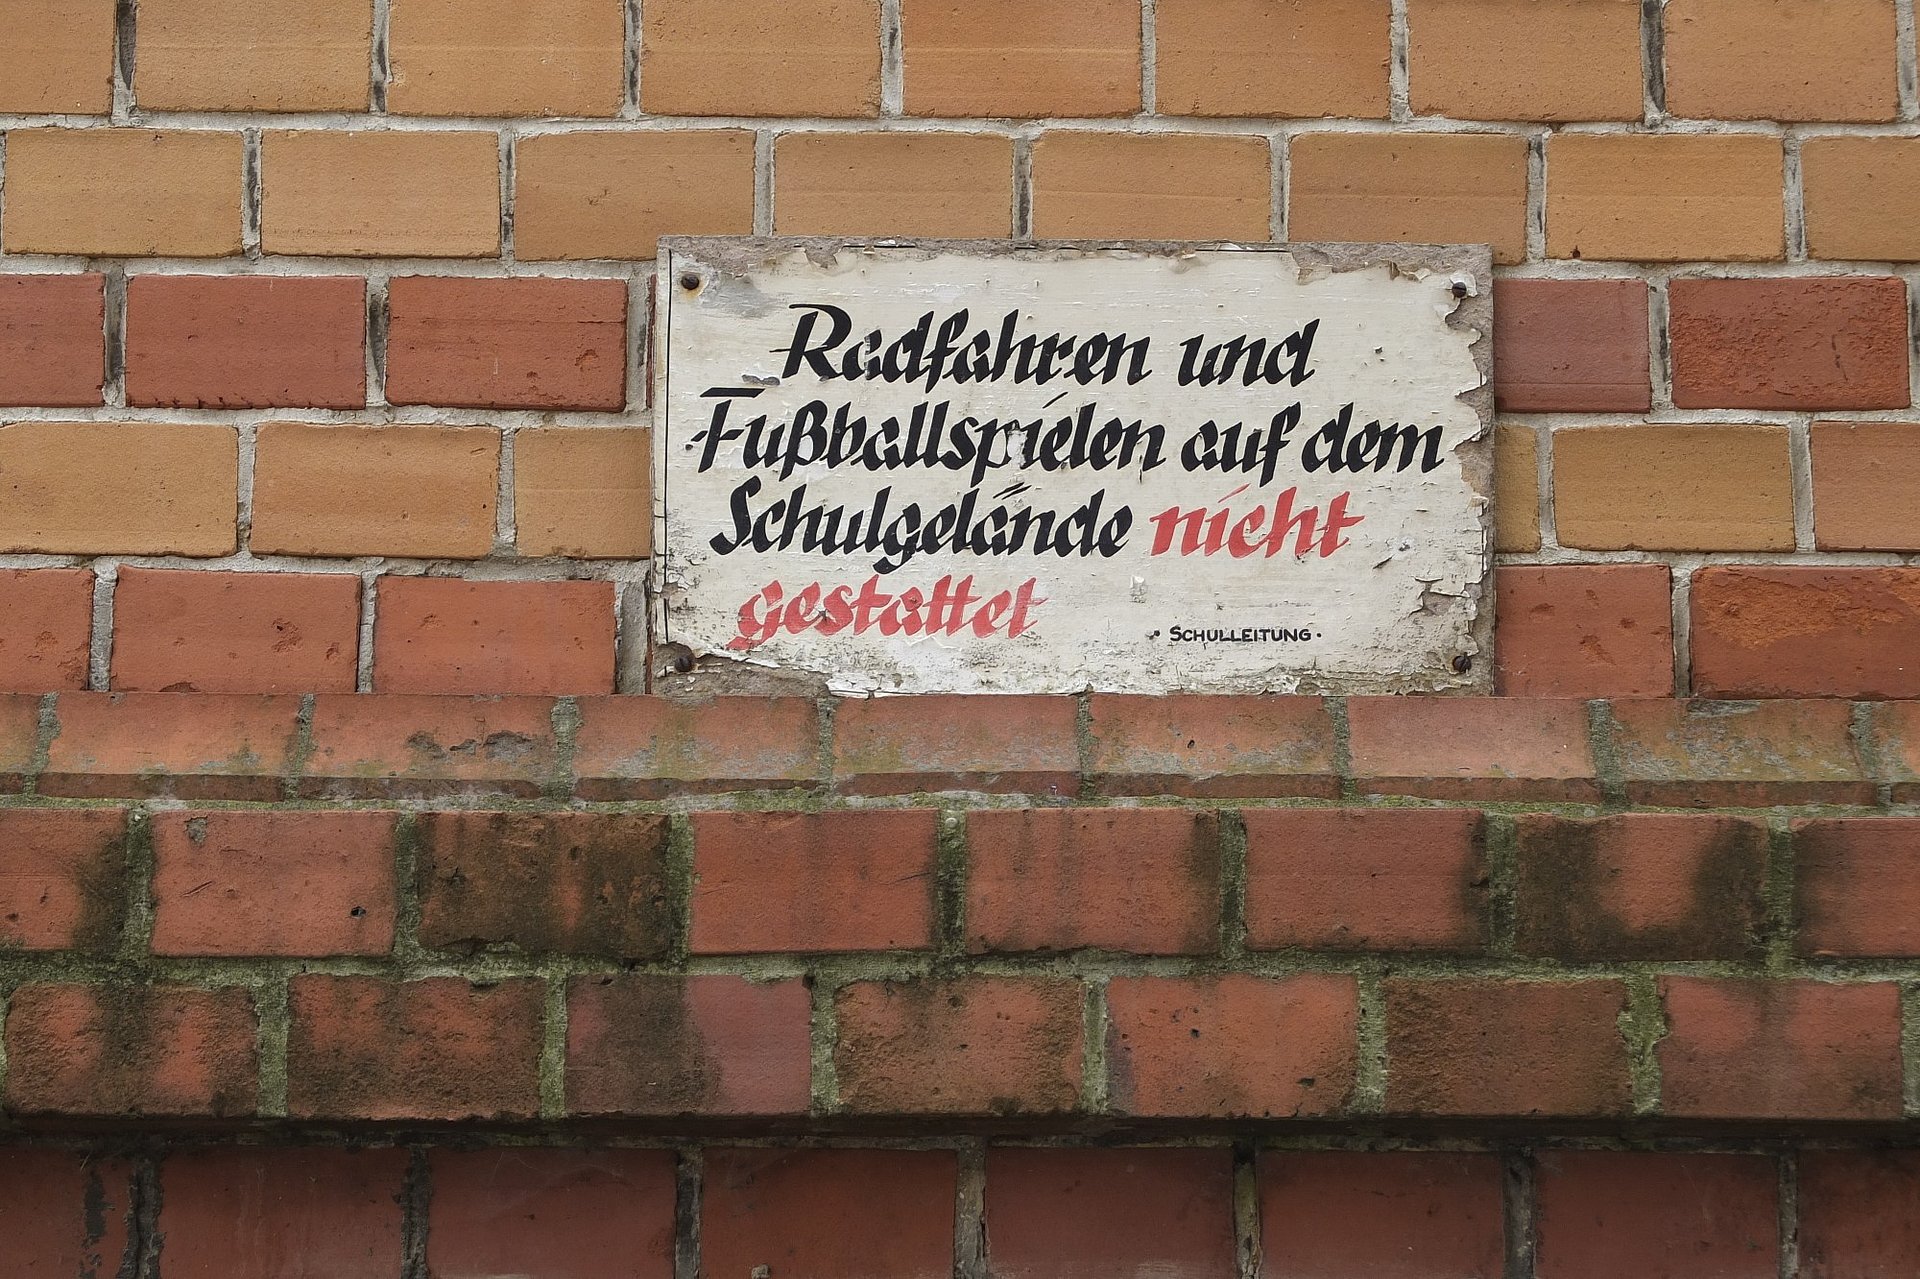 Radfahren und
Fußballspielen auf dem
Schulgelände nicht
gestattet
• SCHULLEITUNG •